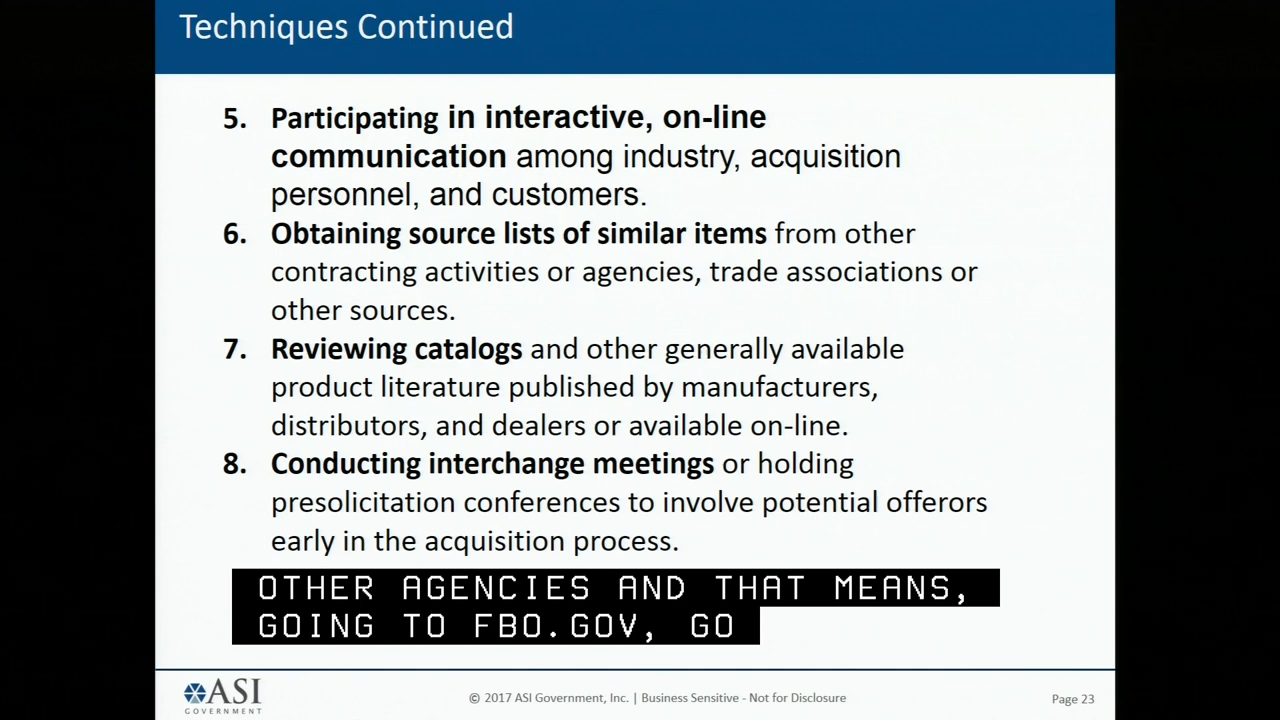 Techniques Continued
5. Participating in interactive, on-line
communication among industry, acquisition
personnel, and customers.
6. Obtaining source lists of similar items from other
contracting activities or agencies, trade associations or
other sources.
7. Reviewing catalogs and other generally available
product literature published by manufacturers,
distributors, and dealers or available on-line.
8. Conducting interchange meetings or holding
presolicitation conferences to involve potential offerors
early in the acquisition process.
OTHER AGENCIES AND THAT MEANS,
GOING TO FBO.GOV, GO
ASI
GOVERNMENT
© 2017 ASI Government, Inc. | Business Sensitive - Not for Disclosure
Page 23